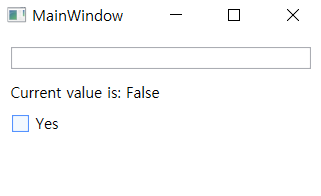 MainWindow
Current value is: False
Yes